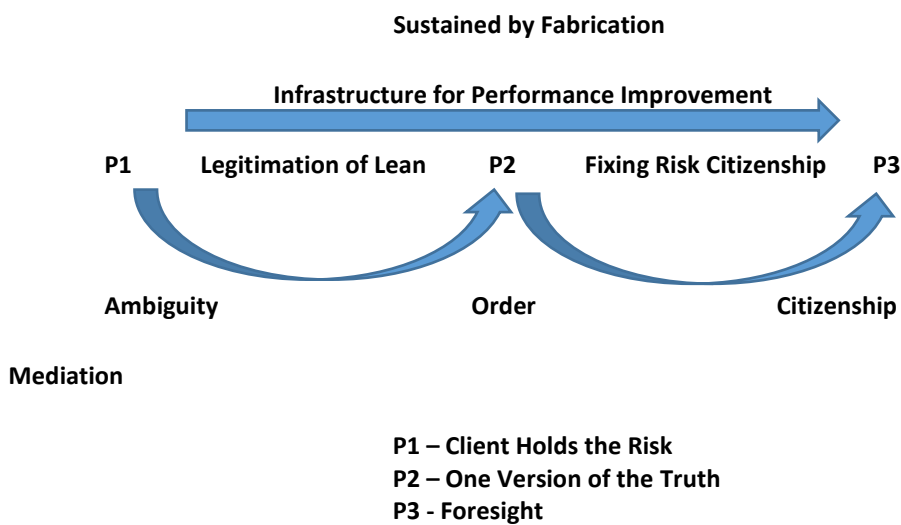 Sustained by Fabrication
Infrastructure for Performance Improvement
P1 Legitimation of Lean P2 Fixing Risk Citizenship P3
Ambiguity Order Citizenship
Mediation
P1 – Client Holds the Risk
P2 – One Version of the Truth
P3 - Foresight